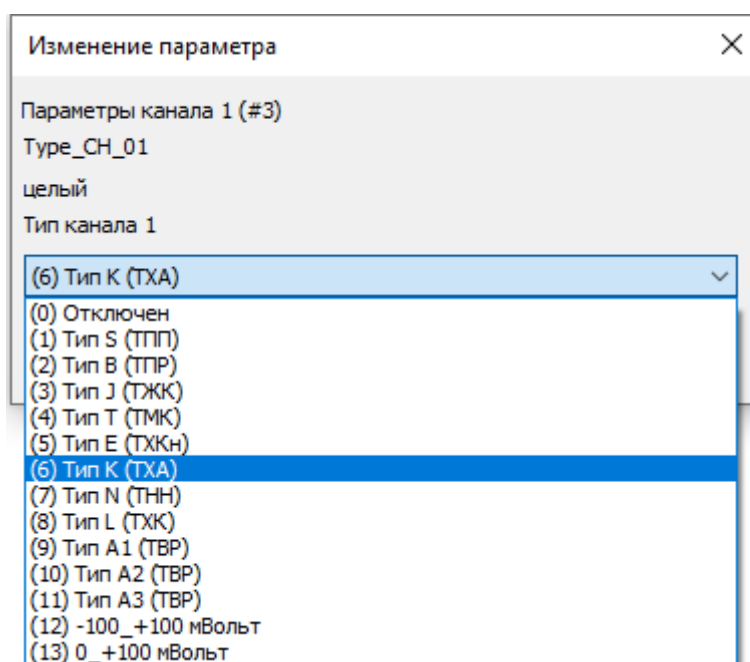 Изменение параметра
Параметры канала 1 (#3)
Type_CH_01
целый
Тип канала 1
(6) Тип K (ТХА)
(0) Отключен
(1) Тип S (ТПП)
(2) Тип B (ТПР)
(3) Тип J (ТЖК)
(4) Тип T (ТМК)
(5) Тип E (ТХКн)
(6) Тип K (ТХА)
(7) Тип N (ТНН)
(8) Тип L (ТХК)
(9) Тип A1 (ТВР)
(10) Тип A2 (ТВР)
(11) Тип A3 (ТВР)
(12) -100_+100 мВольт
(13) 0_+100 мВольт